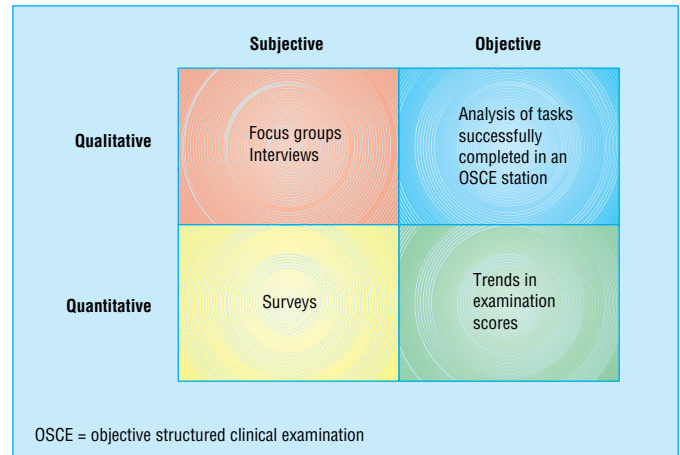 Subjective
Objective
Qualitative
Focus groups
Interviews
Analysis of tasks
successfully
completed in an
OSCE station
Quantitative
Surveys
Trends in
examination
scores
OSCE = objective structured clinical examination